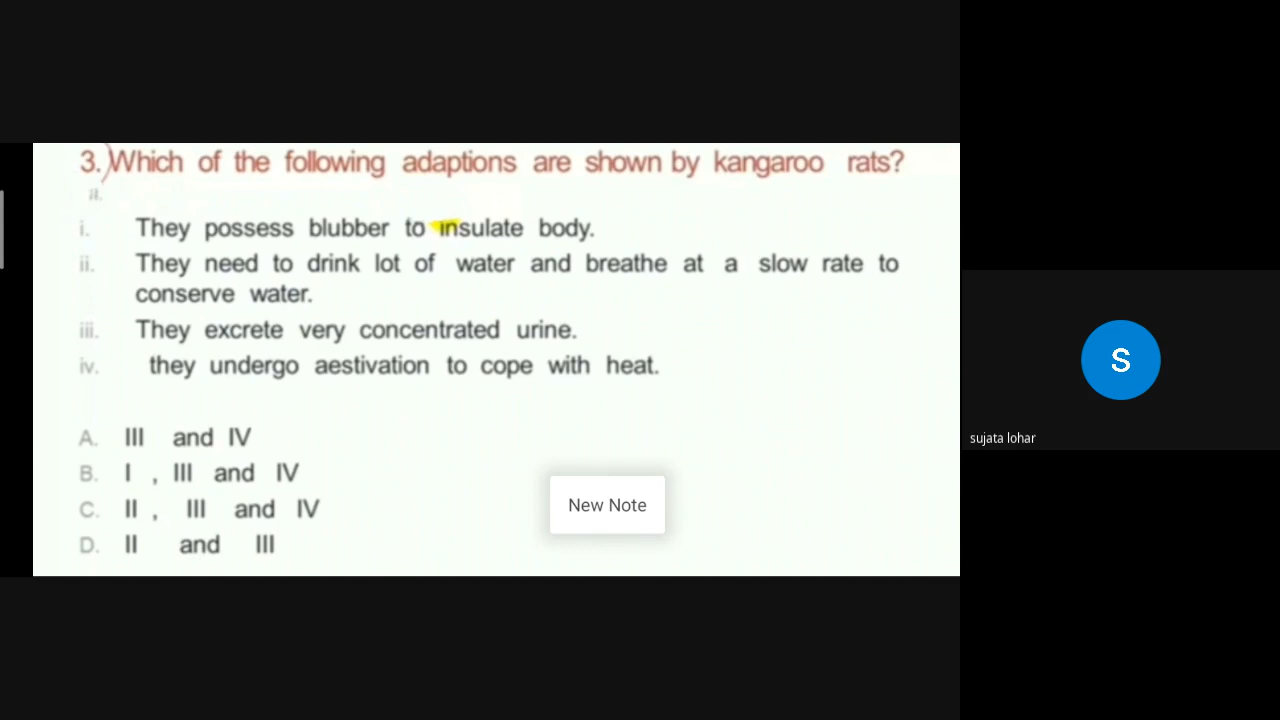 3. Which of the following adaptions are shown by kangaroo rats?
ii.
i. They possess blubber to insulate body.
ii. They need to drink lot of water and breathe at a slow rate to
conserve water.
iii. They excrete very concentrated urine.
iv. they undergo aestivation to cope with heat.
A. III and IV
B. I , III and IV
C. II , III and IV
D. II and III
New Note
S
sujata lohar